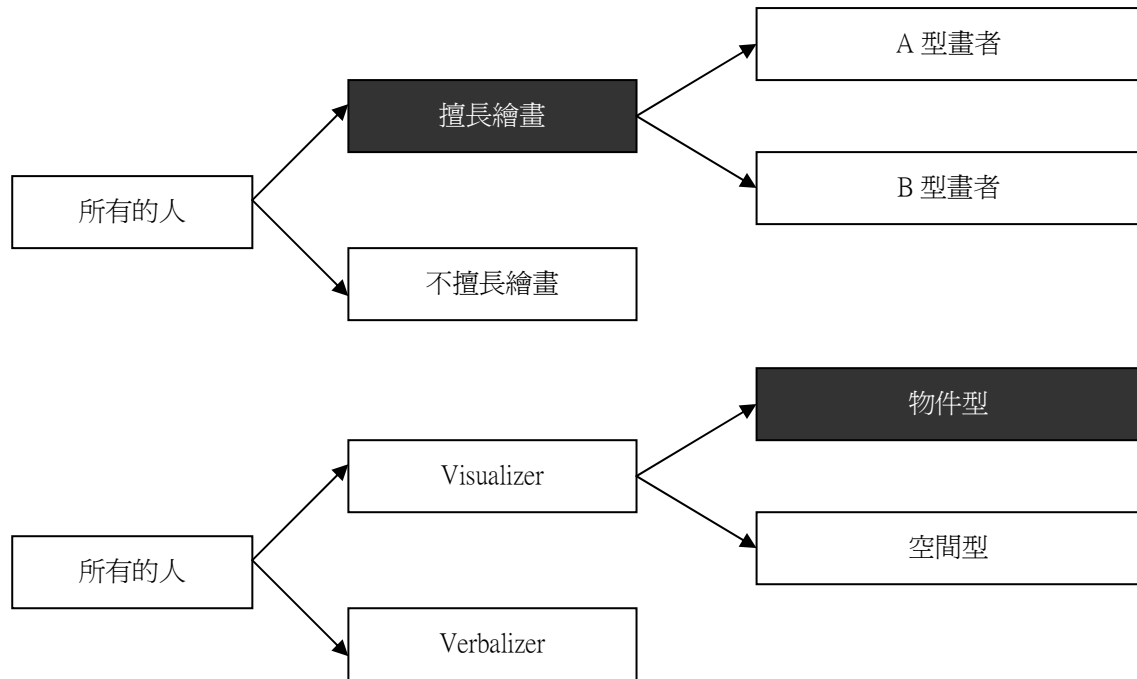 A 型畫者
擅長繪畫
B 型畫者
所有的人
不擅長繪畫
物件型
Visualizer
空間型
所有的人
Verbalizer